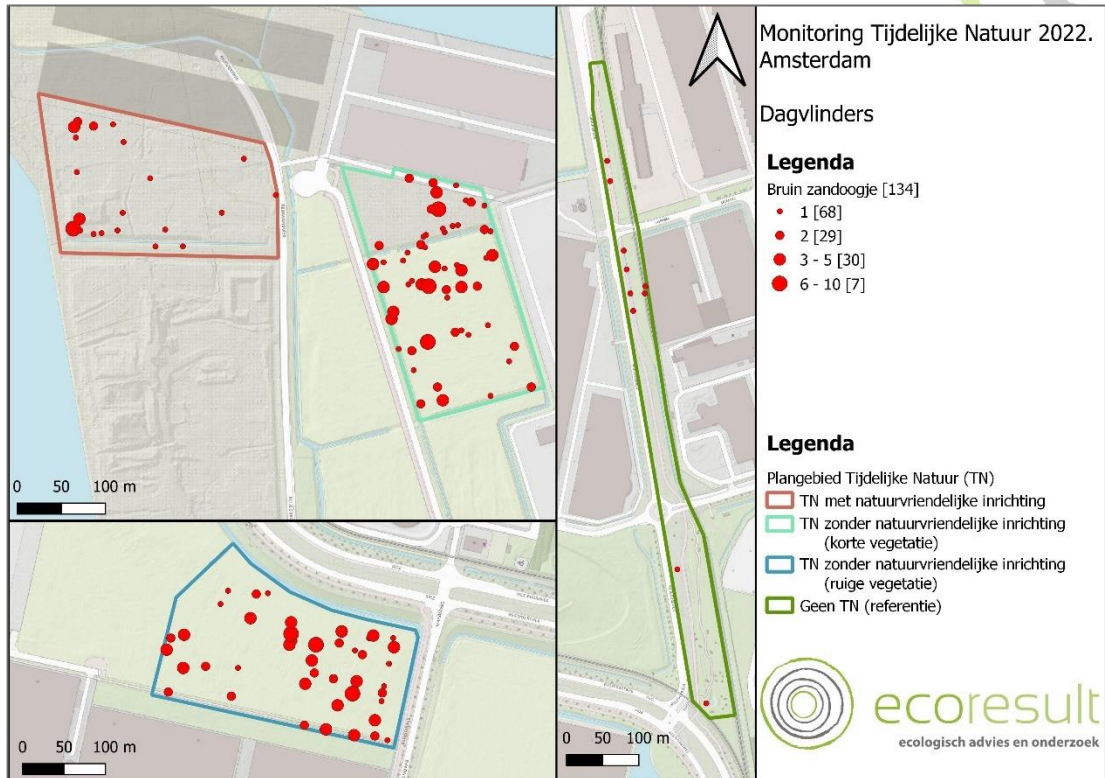 Monitoring Tijdelijke Natuur 2022.
Amsterdam
Dagvlinders
Legenda
Bruin zandoogje [134]
1 [68]
2 [29]
3 - 5 [30]
6 - 10 [7]
Legenda
Plangebied Tijdelijke Natuur (TN)
TN met natuurvriendelijke inrichting
TN zonder natuurvriendelijke inrichting
(korte vegetatie)
TN zonder natuurvriendelijke inrichting
(ruige vegetatie)
Geen TN (referentie)
ecoresult
ecologisch advies en onderzoek
0 50 100 m
0 50 100 m
0 50 100 m